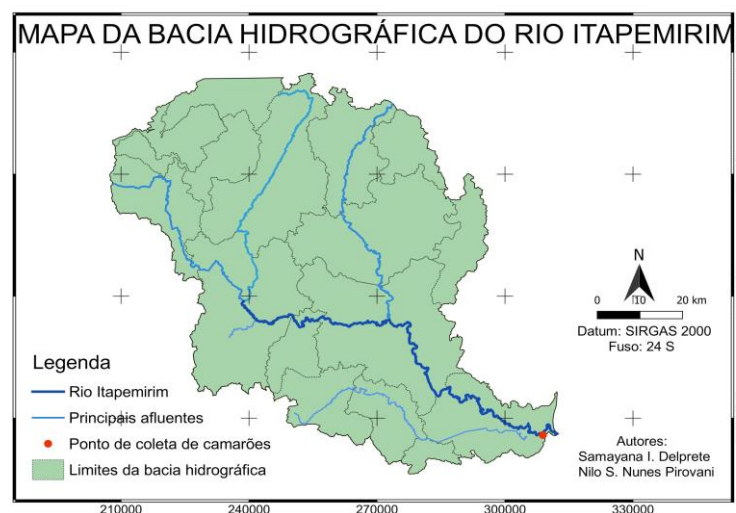 MAPA DA BACIA HIDROGRÁFICA DO RIO ITAPEMIRIM
N
0 10 20 km
Datum: SIRGAS 2000
Fuso: 24 S
Legenda
Rio Itapemirim
Principais afluentes
Ponto de coleta de camarões
Limites da bacia hidrográfica
Autores:
Samayana I. Delprete
Nilo S. Nunes Pirovani
210000 240000 270000 300000 330000